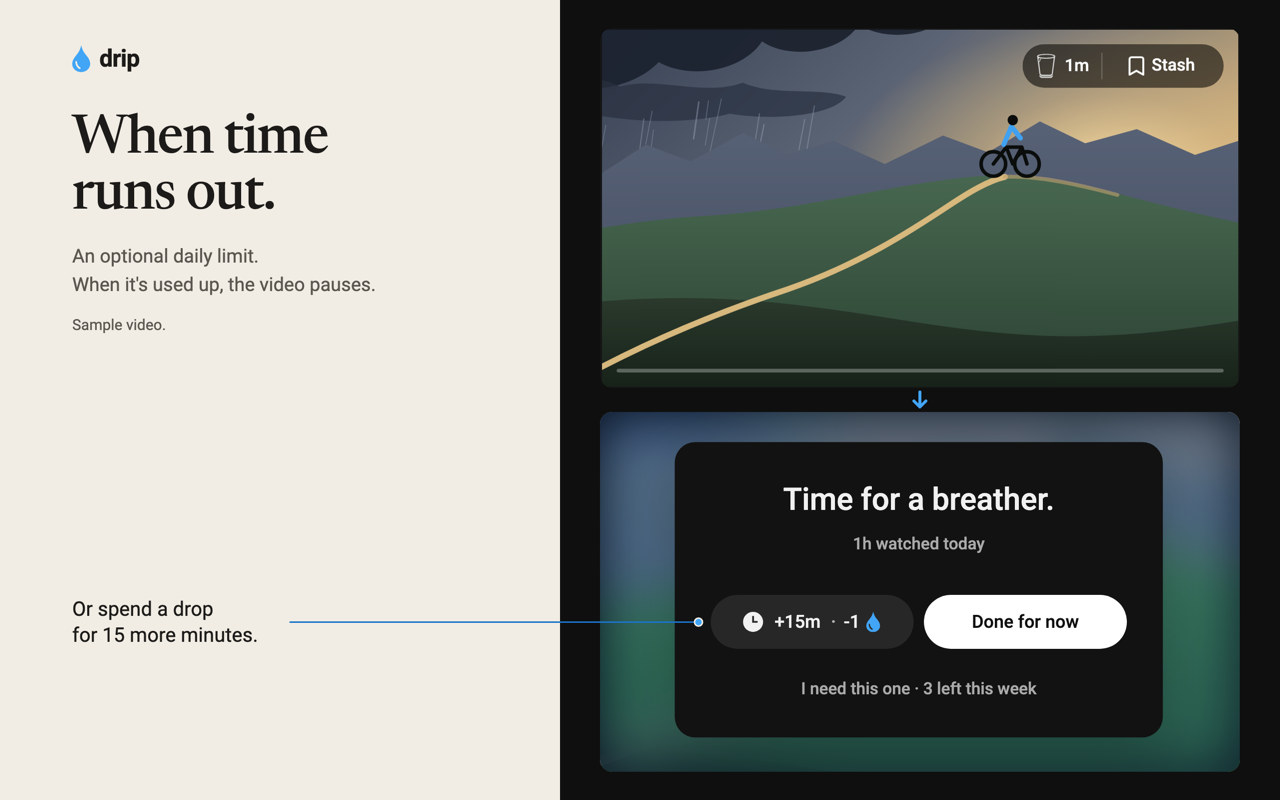 drip
When time
runs out.
An optional daily limit.
When it's used up, the video pauses.
Sample video.
Or spend a drop
for 15 more minutes.
1m
Stash
Time for a breather.
1h watched today
+15m · -1
Done for now
I need this one · 3 left this week